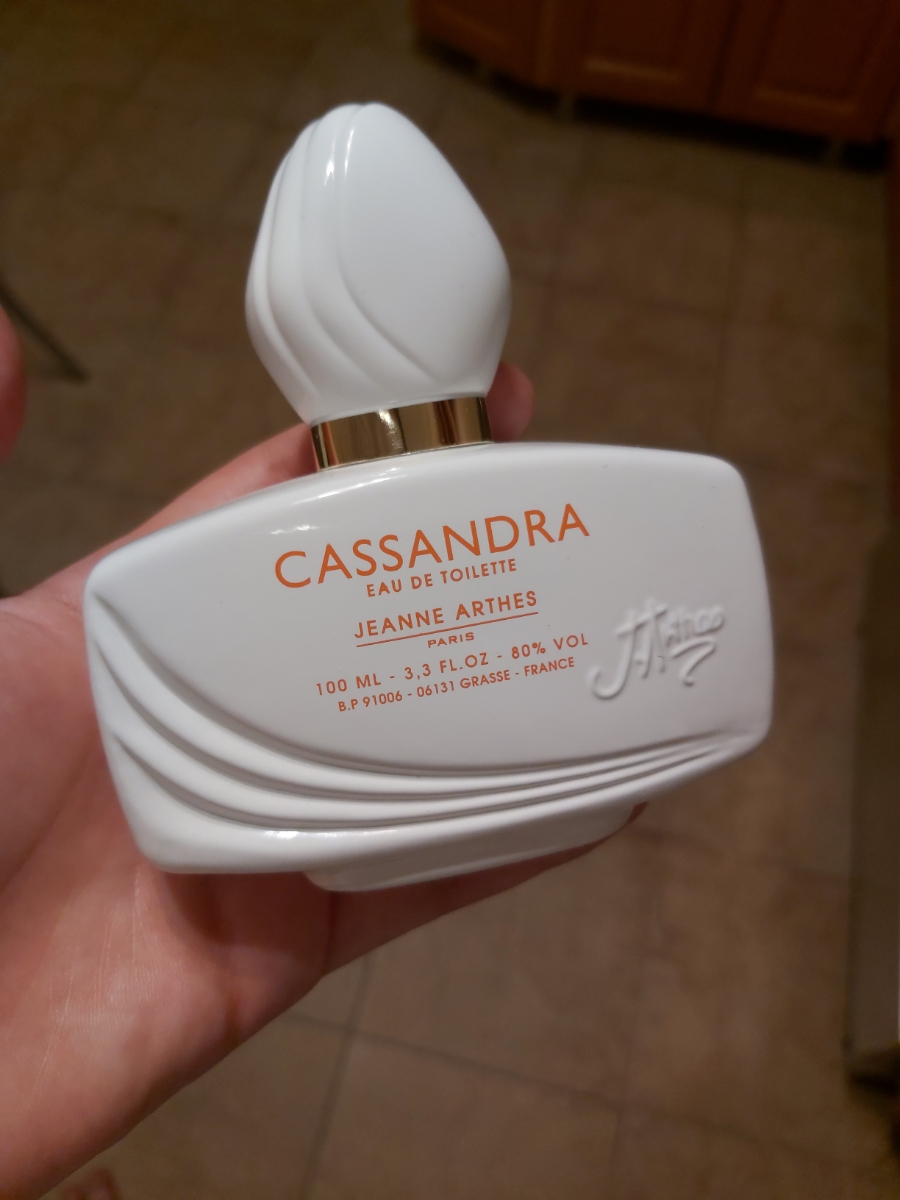 CASSANDRA
EAU DE TOILETTE
JEANNE ARTHES
PARIS
100 ML - 3,3 FL.OZ - 80% VOL
B.P 91006 - 06131 GRASSE - FRANCE